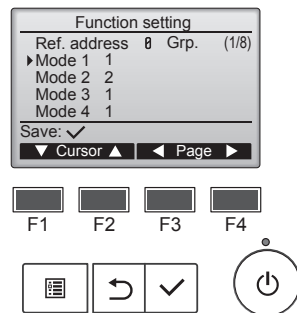 Function setting
Ref. address 0 Grp. (1/8)
Mode 1 1
Mode 2 2
Mode 3 1
Mode 4 1
Save: ✓
▼ Cursor ▲ ◀ Page ▶
F1 F2 F3 F4